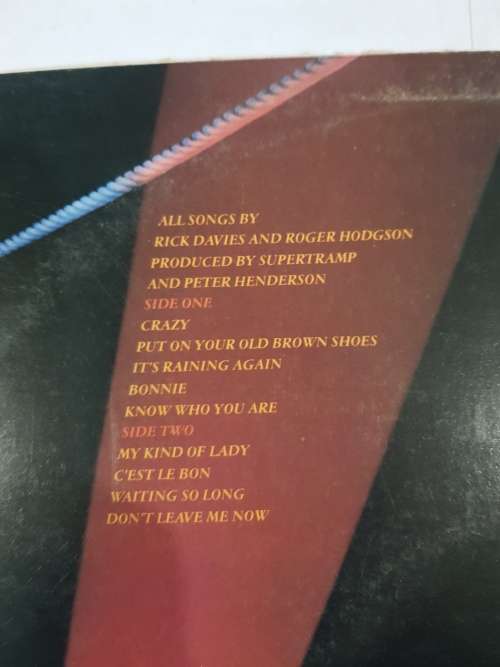 ALL SONGS BY
RICK DAVIES AND ROGER HODGSON
PRODUCED BY SUPERTRAMP
AND PETER HENDERSON
SIDE ONE
CRAZY
PUT ON YOUR OLD BROWN SHOES
IT'S RAINING AGAIN
BONNIE
KNOW WHO YOU ARE
SIDE TWO
MY KIND OF LADY
C'EST LE BON
WAITING SO LONG
DON'T LEAVE ME NOW